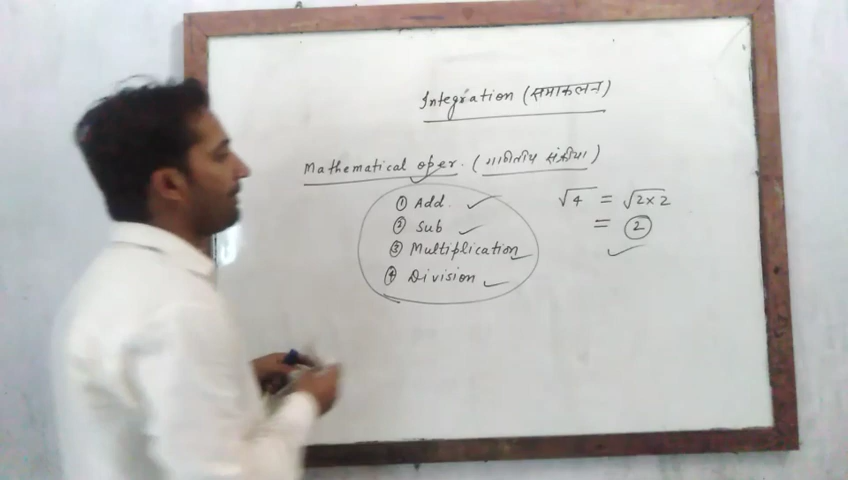 Integration (समाकलन)
Mathematical oper. (गणितीय संक्रीया)
① Add.
② Sub
③ Multiplication
④ Division
√4 = √2×2
= 2